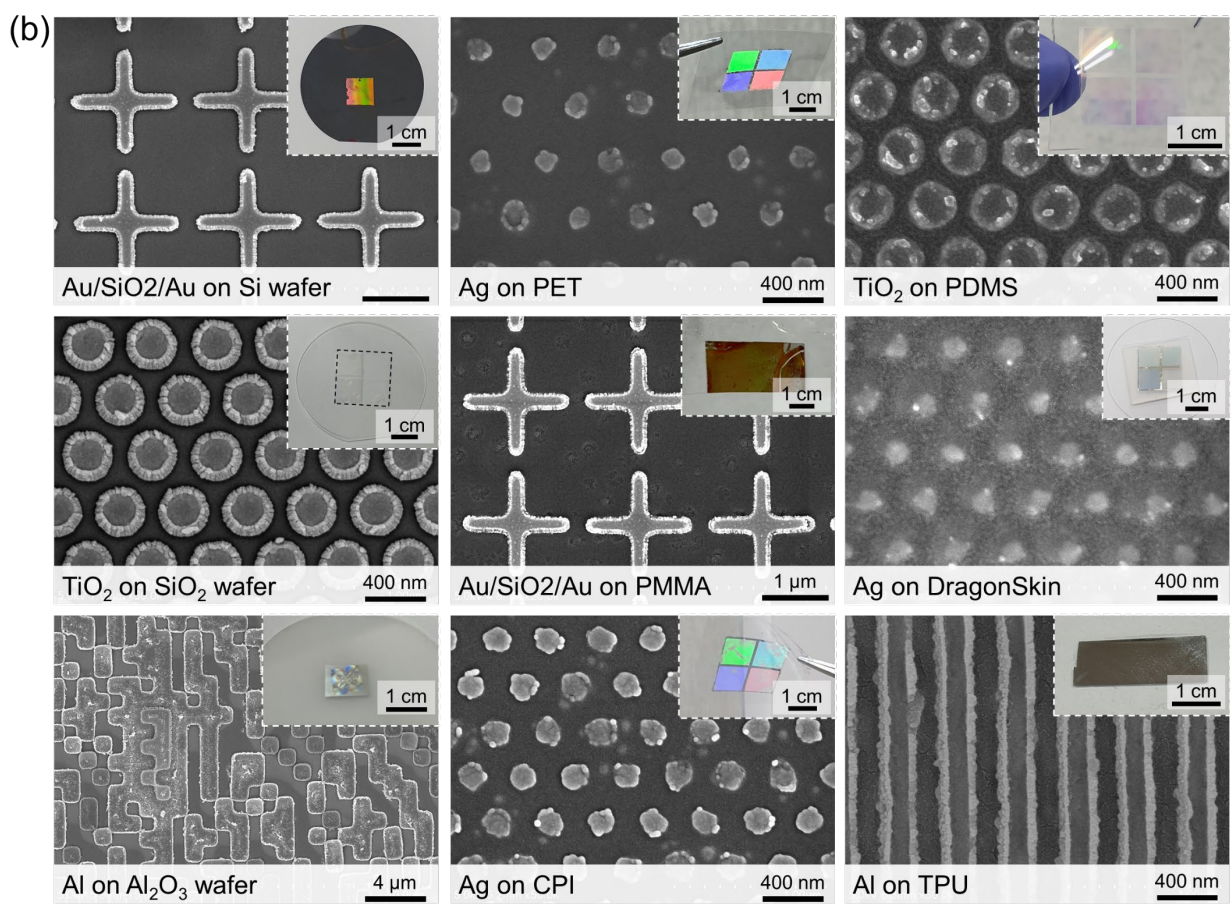 (b)
1 cm
Au/SiO2/Au on Si wafer
1 cm
Ag on PET
400 nm
1 cm
TiO₂ on PDMS
400 nm
1 cm
TiO₂ on SiO₂ wafer
400 nm
1 cm
Au/SiO2/Au on PMMA
1 µm
1 cm
Ag on DragonSkin
400 nm
1 cm
Al on Al₂O₃ wafer
4 µm
1 cm
Ag on CPI
400 nm
1 cm
Al on TPU
400 nm